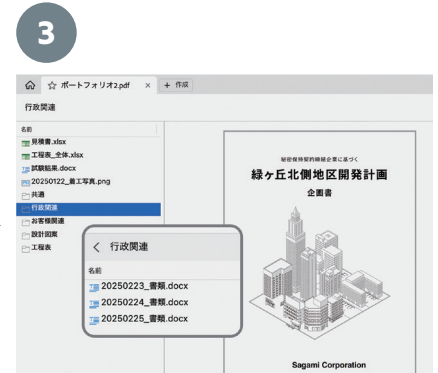 3
ポートフォリオ2.pdf × + 作成
行政関連
名前
見積書.xlsx
工程表_全体.xlsx
試験結果.docx
20250122_着工写真.png
共通
行政関連
お客様関連
設計図案
工程表
行政関連
名前
20250223_書類.docx
20250224_書類.docx
20250225_書類.docx
秘密保持契約締結企業に基づく
緑ヶ丘北側地区開発計画
企画書
Sagami Corporation